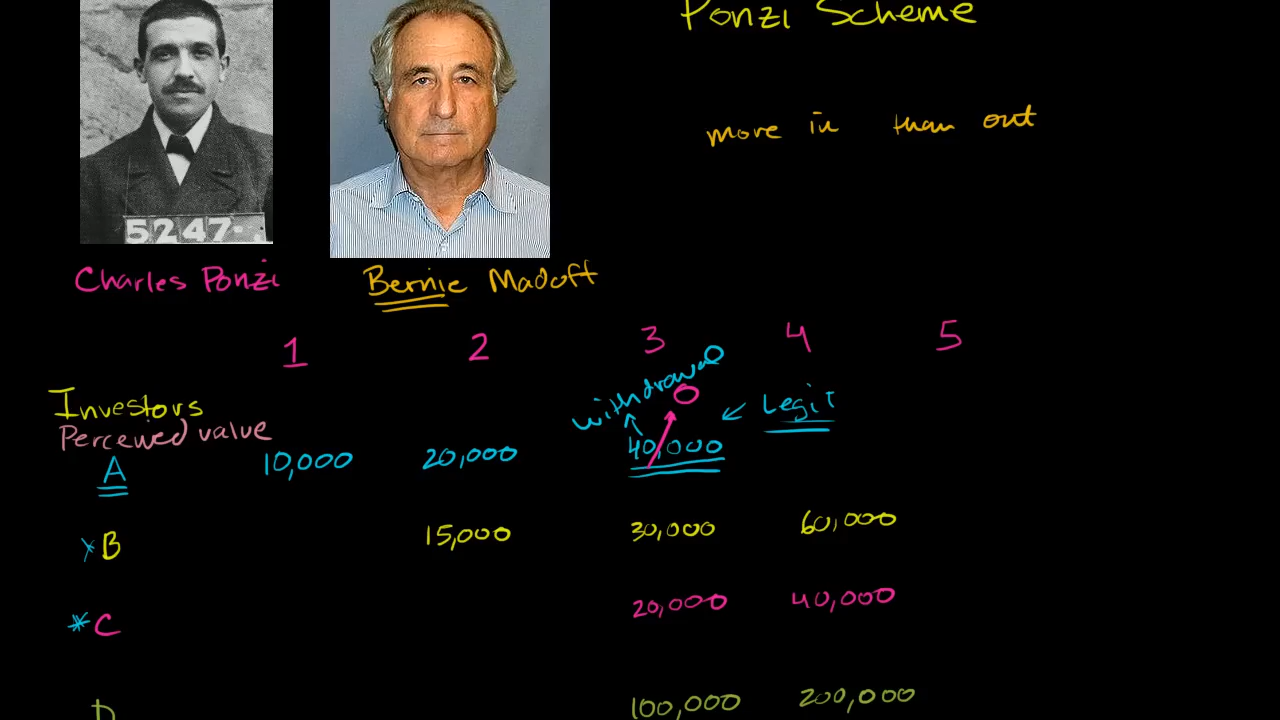 Ponzi Scheme
more in than out
5247
Charles Ponzi
Bernie Madoff
1 2 3 4 5
withdrawal
0
Legit
Investors
Perceived value
A 10,000 20,000 40,000
B 15,000 30,000 60,000
C 20,000 40,000
D 100,000 200,000